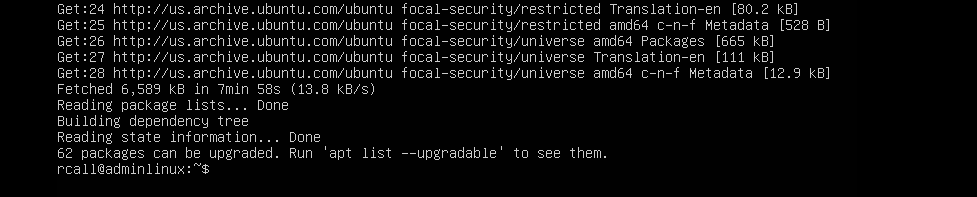 Get:24 http://us.archive.ubuntu.com/ubuntu focal-security/restricted Translation-en [80.2 kB]
Get:25 http://us.archive.ubuntu.com/ubuntu focal-security/restricted amd64 c-n-f Metadata [528 B]
Get:26 http://us.archive.ubuntu.com/ubuntu focal-security/universe amd64 Packages [665 kB]
Get:27 http://us.archive.ubuntu.com/ubuntu focal-security/universe Translation-en [111 kB]
Get:28 http://us.archive.ubuntu.com/ubuntu focal-security/universe amd64 c-n-f Metadata [12.9 kB]
Fetched 6,589 kB in 7min 58s (13.8 kB/s)
Reading package lists... Done
Building dependency tree
Reading state information... Done
62 packages can be upgraded. Run 'apt list --upgradable' to see them.
rcall@adminlinux:~$